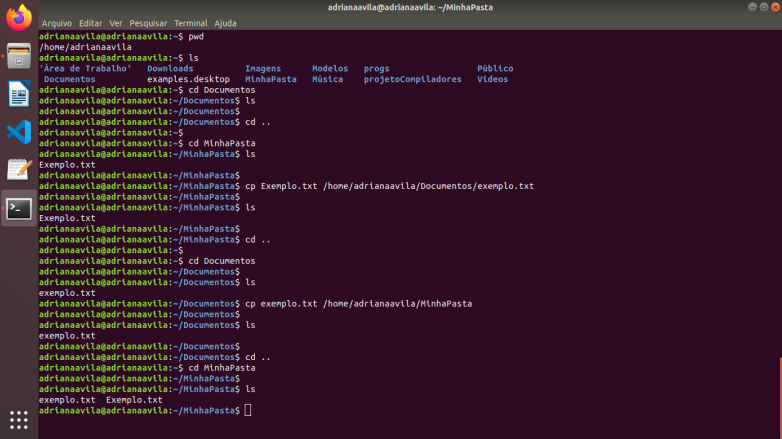 adrianaavila@adrianaavila: ~/MinhaPasta
Arquivo Editar Ver Pesquisar Terminal Ajuda
adrianaavila@adrianaavila:~$ pwd
/home/adrianaavila
adrianaavila@adrianaavila:~$ ls
'Área de Trabalho' Downloads Imagens Modelos progs Público
Documentos examples.desktop MinhaPasta Música projetoCompiladores Vídeos
adrianaavila@adrianaavila:~$ cd Documentos
adrianaavila@adrianaavila:~/Documentos$ ls
adrianaavila@adrianaavila:~/Documentos$
adrianaavila@adrianaavila:~/Documentos$ cd ..
adrianaavila@adrianaavila:~$
adrianaavila@adrianaavila:~$ cd MinhaPasta
adrianaavila@adrianaavila:~/MinhaPasta$ ls
Exemplo.txt
adrianaavila@adrianaavila:~/MinhaPasta$
adrianaavila@adrianaavila:~/MinhaPasta$ cp Exemplo.txt /home/adrianaavila/Documentos/exemplo.txt
adrianaavila@adrianaavila:~/MinhaPasta$
adrianaavila@adrianaavila:~/MinhaPasta$ ls
Exemplo.txt
adrianaavila@adrianaavila:~/MinhaPasta$
adrianaavila@adrianaavila:~/MinhaPasta$ cd ..
adrianaavila@adrianaavila:~$
adrianaavila@adrianaavila:~$ cd Documentos
adrianaavila@adrianaavila:~/Documentos$
adrianaavila@adrianaavila:~/Documentos$ ls
exemplo.txt
adrianaavila@adrianaavila:~/Documentos$ cp exemplo.txt /home/adrianaavila/MinhaPasta
adrianaavila@adrianaavila:~/Documentos$
adrianaavila@adrianaavila:~/Documentos$ ls
exemplo.txt
adrianaavila@adrianaavila:~/Documentos$
adrianaavila@adrianaavila:~/Documentos$ cd ..
adrianaavila@adrianaavila:~$ cd MinhaPasta
adrianaavila@adrianaavila:~/MinhaPasta$
adrianaavila@adrianaavila:~/MinhaPasta$ ls
exemplo.txt Exemplo.txt
adrianaavila@adrianaavila:~/MinhaPasta$